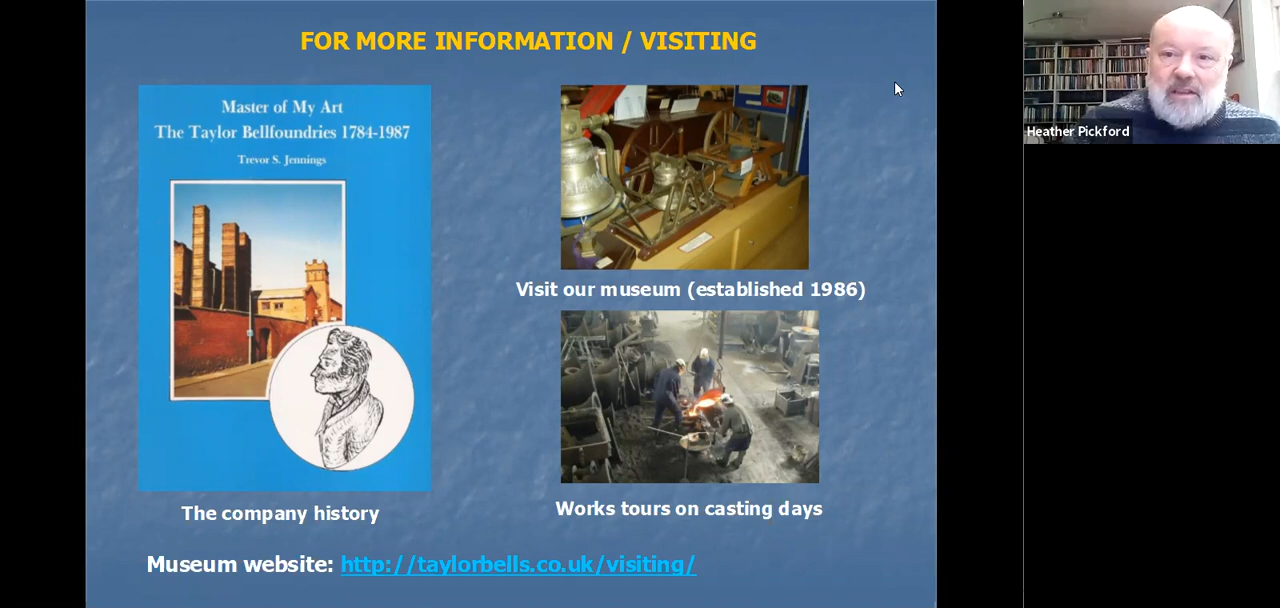 FOR MORE INFORMATION / VISITING
Master of My Art
The Taylor Bellfoundries 1784-1987
Trevor S. Jennings
The company history
Visit our museum (established 1986)
Works tours on casting days
Museum website: http://taylorbells.co.uk/visiting/
Heather Pickford